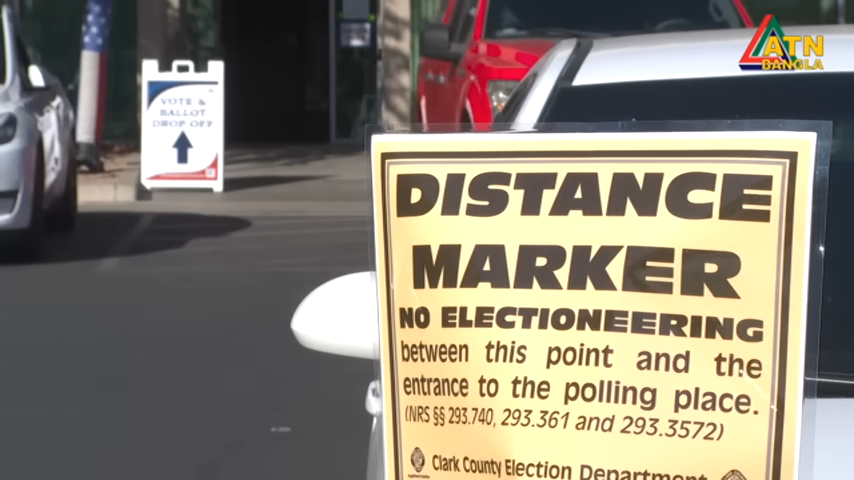 ATN
BANGLA
VOTE &
BALLOT
DROP OFF
DISTANCE
MARKER
NO ELECTIONEERING
between this point and the
entrance to the polling place.
(NRS §§ 293.740, 293.361 and 293.3572)
Clark County Election Department